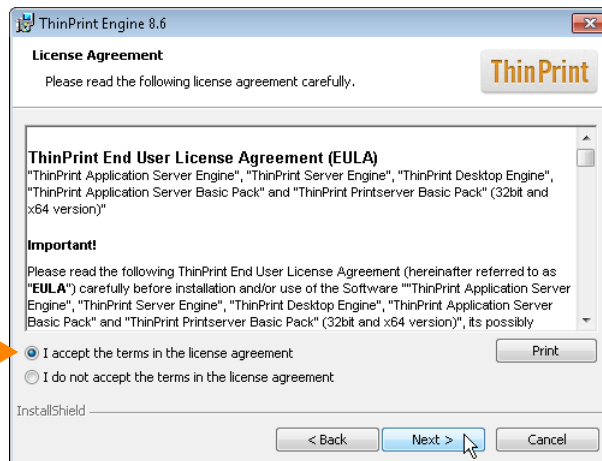 ThinPrint Engine 8.6
License Agreement
Please read the following license agreement carefully.
ThinPrint
ThinPrint End User License Agreement (EULA)
"ThinPrint Application Server Engine", "ThinPrint Server Engine", "ThinPrint Desktop Engine",
"ThinPrint Application Server Basic Pack" and "ThinPrint Printserver Basic Pack" (32bit and
x64 version)"
Important!
Please read the following ThinPrint End User License Agreement (hereinafter referred to as
"EULA") carefully before installation and/or use of the Software ""ThinPrint Application Server
Engine", "ThinPrint Server Engine", "ThinPrint Desktop Engine", "ThinPrint Application Server
Basic Pack" and "ThinPrint Printserver Basic Pack" (32bit and x64 version)", its possibly
I accept the terms in the license agreement
Print
I do not accept the terms in the license agreement
InstallShield
< Back Next > Cancel